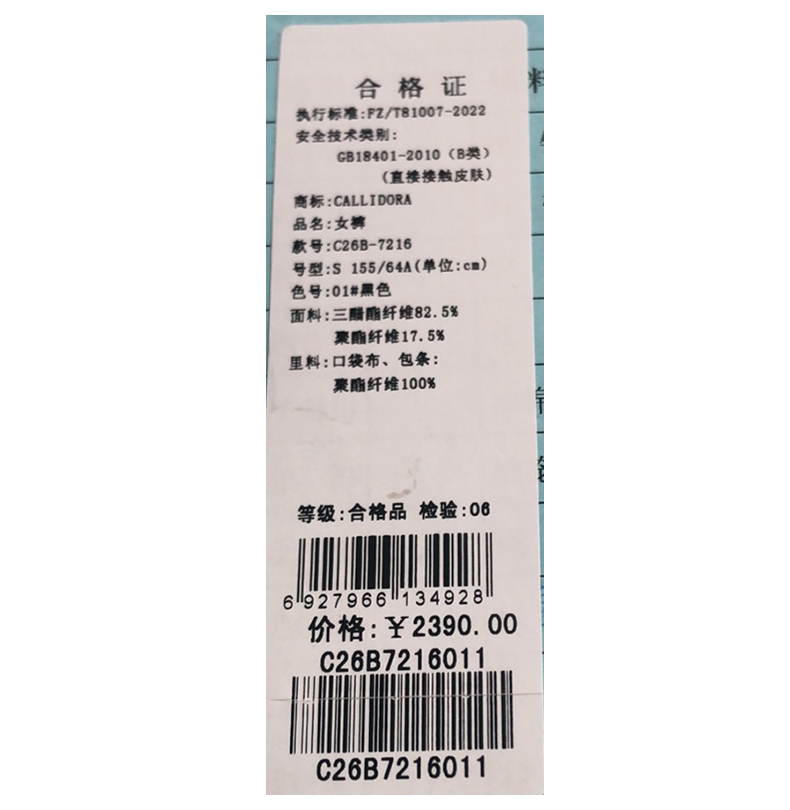 合格证
执行标准:FZ/T81007-2022
安全技术类别:
GB18401-2010（B类）
(直接接触皮肤)
商标:CALLIDORA
品名:女裤
款号:C26B-7216
号型:S 155/64A(单位:cm)
色号:01#黑色
面料:三醋酯纤维82.5%
聚酯纤维17.5%
里料:口袋布、包条:
聚酯纤维100%
等级:合格品 检验:06
6 927966 134928
价格:¥2390.00
C26B7216011
C26B7216011
料